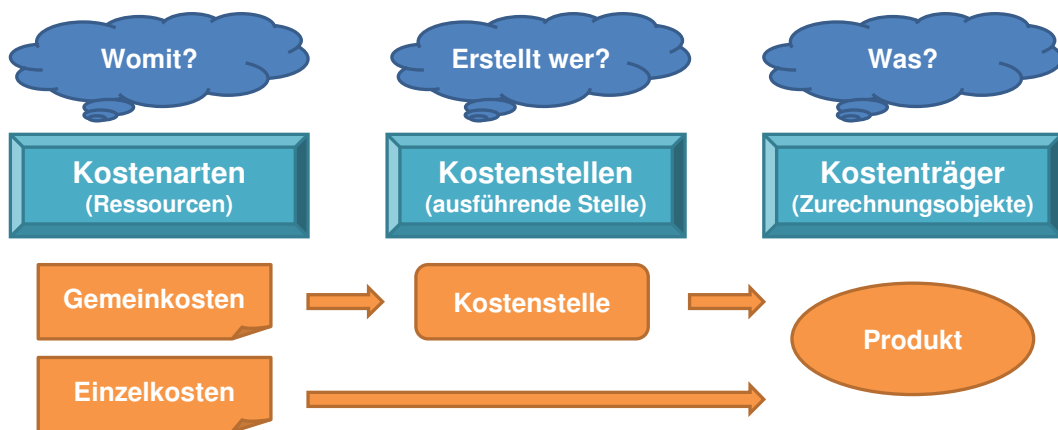 Womit?
Erstellt wer?
Was?
Kostenarten
(Ressourcen)
Kostenstellen
(ausführende Stelle)
Kostenträger
(Zurechnungsobjekte)
Gemeinkosten
Kostenstelle
Produkt
Einzelkosten